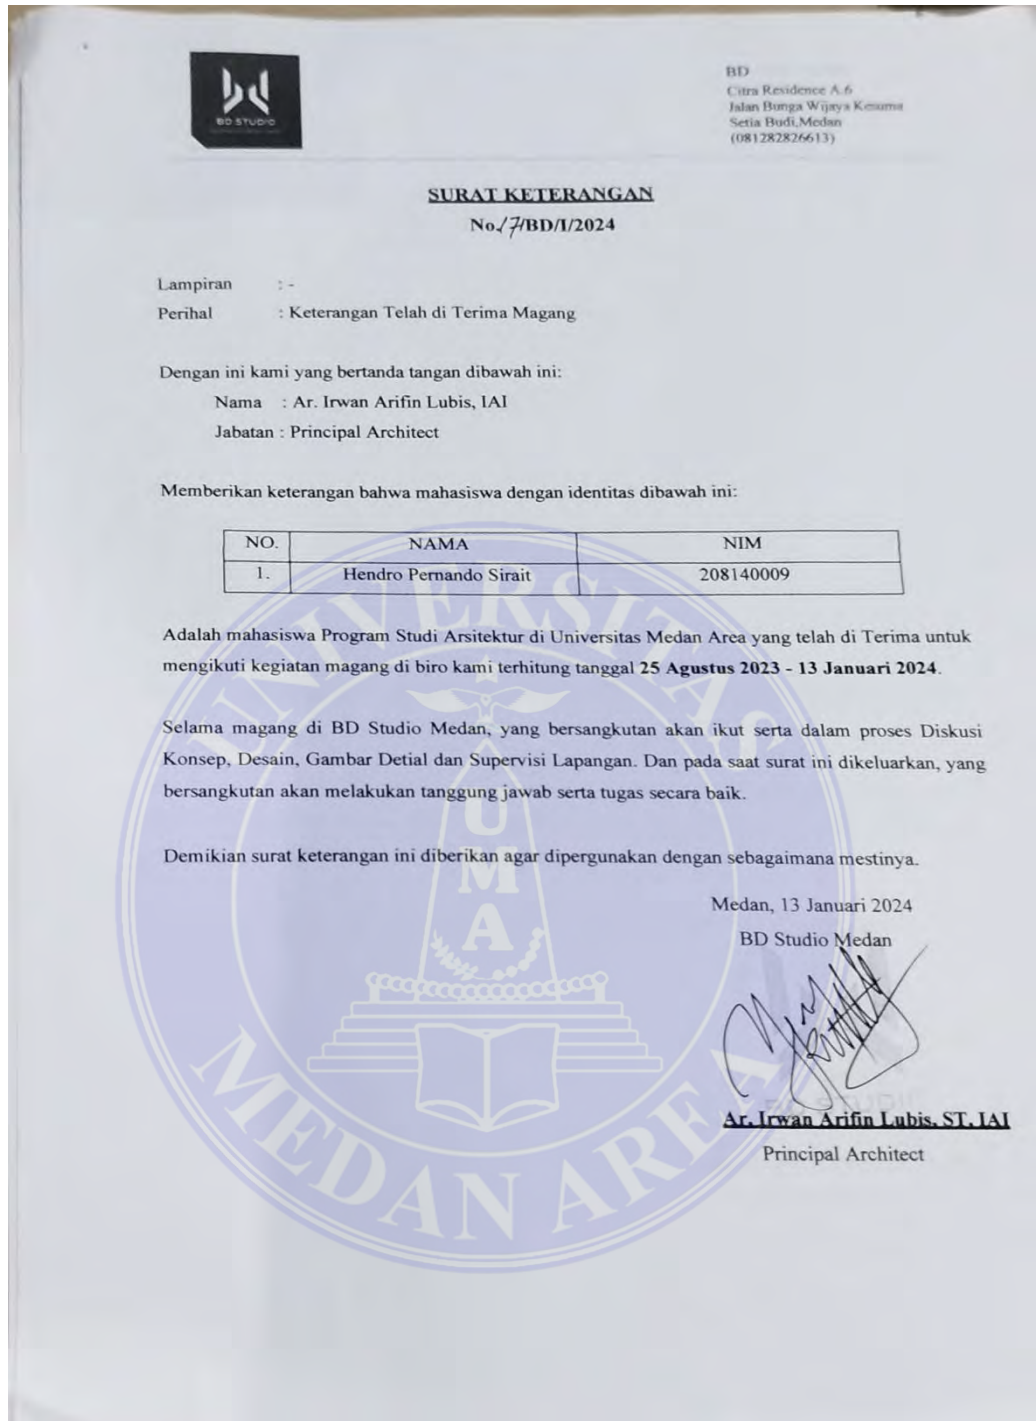 BD STUDIO
BD
Citra Residence A.6
Jalan Bunga Wijaya Kesuma
Setia Budi,Medan
(081282826613)
SURAT KETERANGAN
No./7/BD/I/2024
Lampiran : -
Perihal : Keterangan Telah di Terima Magang
Dengan ini kami yang bertanda tangan dibawah ini:
Nama : Ar. Irwan Arifin Lubis, IAI
Jabatan : Principal Architect
Memberikan keterangan bahwa mahasiswa dengan identitas dibawah ini:
NO. NAMA NIM
1. Hendro Pernando Sirait 208140009
Adalah mahasiswa Program Studi Arsitektur di Universitas Medan Area yang telah di Terima untuk
mengikuti kegiatan magang di biro kami terhitung tanggal 25 Agustus 2023 - 13 Januari 2024.
Selama magang di BD Studio Medan, yang bersangkutan akan ikut serta dalam proses Diskusi
Konsep, Desain, Gambar Detial dan Supervisi Lapangan. Dan pada saat surat ini dikeluarkan, yang
bersangkutan akan melakukan tanggung jawab serta tugas secara baik.
Demikian surat keterangan ini diberikan agar dipergunakan dengan sebagaimana mestinya.
Medan, 13 Januari 2024
BD Studio Medan
Ar. Irwan Arifin Lubis, ST, IAI
Principal Architect
UNIVERSITAS
UMA
MEDAN AREA